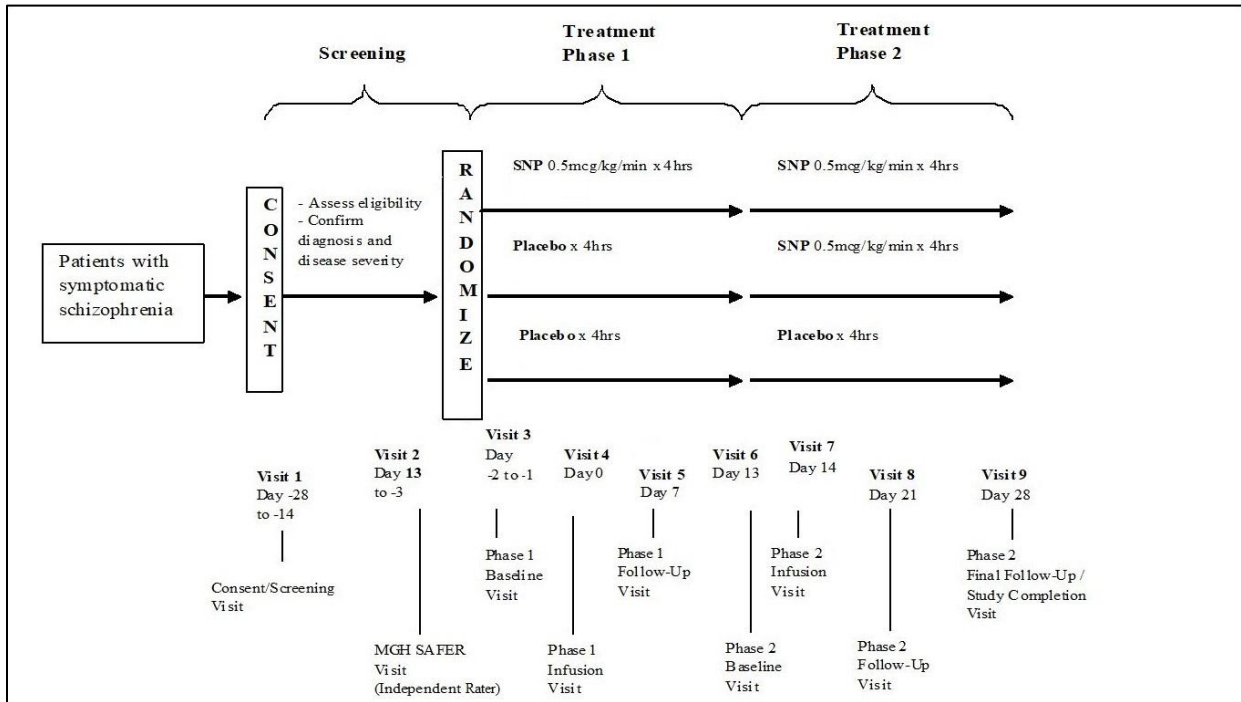 Screening
Treatment
Phase 1
Treatment
Phase 2
Patients with
symptomatic
schizophrenia
CONSENT
- Assess eligibility
- Confirm
diagnosis and
disease severity
RANDOMIZE
SNP 0.5mcg/kg/min x 4hrs
SNP 0.5mcg/kg/min x 4hrs
Placebo x 4hrs
SNP 0.5mcg/kg/min x 4hrs
Placebo x 4hrs
Placebo x 4hrs
Visit 1
Day -28
to -14
Consent/Screening
Visit
Visit 2
Day 13
to -3
MGH SAFER
Visit
(Independent Rater)
Visit 3
Day
-2 to -1
Phase 1
Baseline
Visit
Visit 4
Day 0
Phase 1
Infusion
Visit
Visit 5
Day 7
Phase 1
Follow-Up
Visit
Visit 6
Day 13
Phase 2
Baseline
Visit
Visit 7
Day 14
Phase 2
Infusion
Visit
Visit 8
Day 21
Phase 2
Follow-Up
Visit
Visit 9
Day 28
Phase 2
Final Follow-Up /
Study Completion
Visit